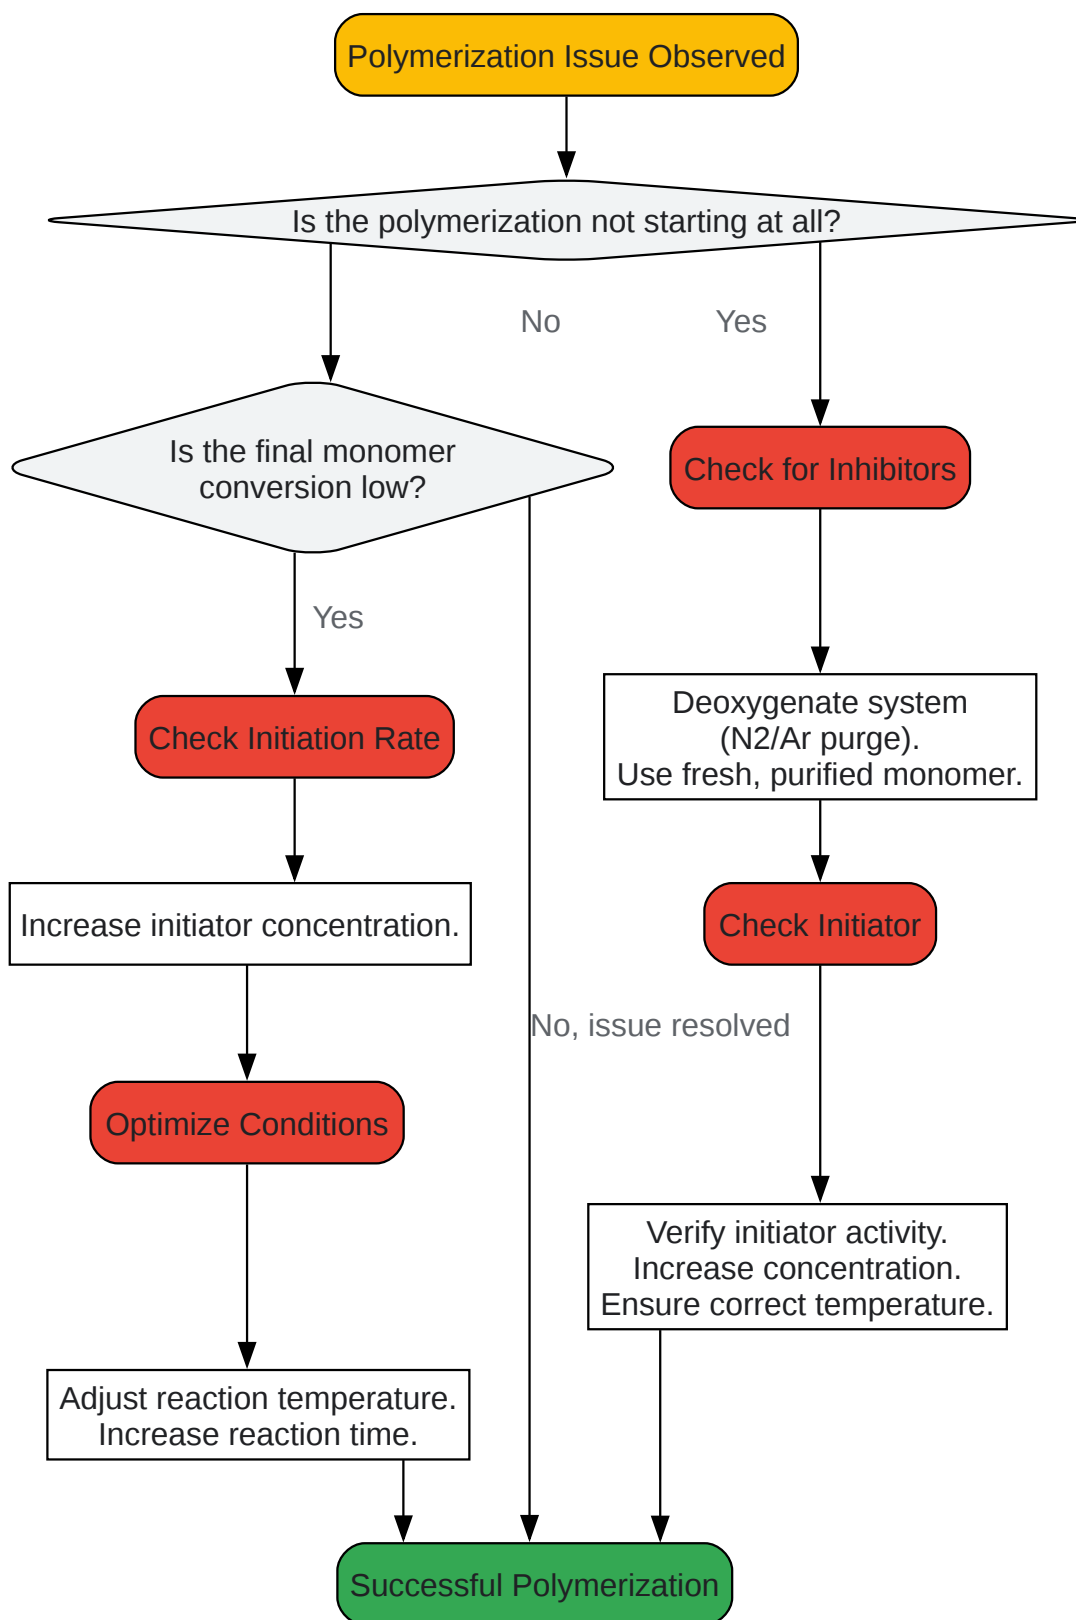 Polymerization Issue Observed
Is the polymerization not starting at all?
No
Yes
Is the final monomer
conversion low?
Check for Inhibitors
Yes
Deoxygenate system
(N2/Ar purge).
Use fresh, purified monomer.
Check Initiation Rate
Increase initiator concentration.
Check Initiator
No, issue resolved
Optimize Conditions
Verify initiator activity.
Increase concentration.
Ensure correct temperature.
Adjust reaction temperature.
Increase reaction time.
Successful Polymerization